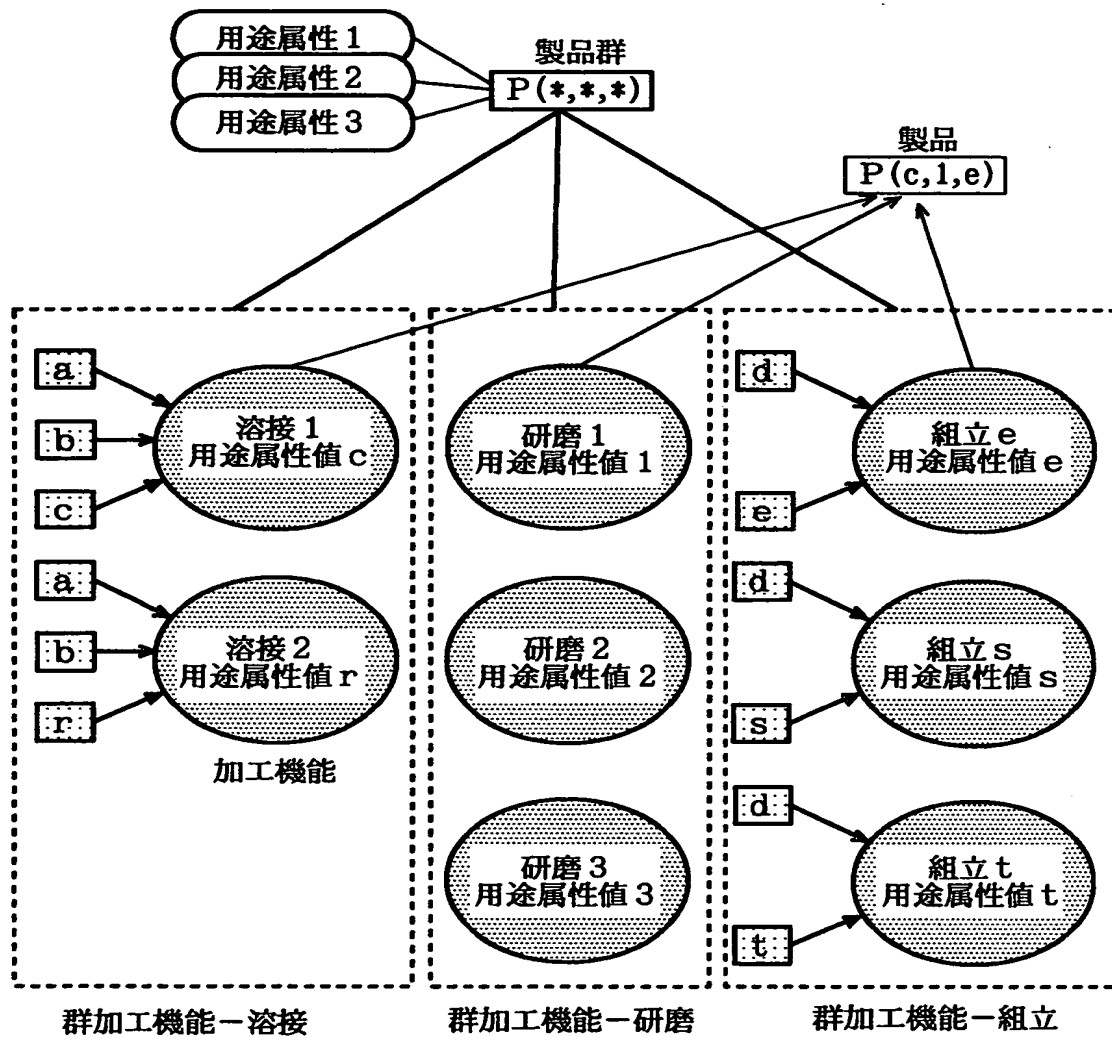 用途属性1
用途属性2
用途属性3
製品群
P(*,*,*)
製品
P(c,1,e)
a
b
c
溶接1
用途属性値c
a
b
r
溶接2
用途属性値r
加工機能
研磨1
用途属性値1
研磨2
用途属性値2
研磨3
用途属性値3
d
e
組立e
用途属性値e
d
s
組立s
用途属性値s
d
t
組立t
用途属性値t
群加工機能－溶接
群加工機能－研磨
群加工機能－組立